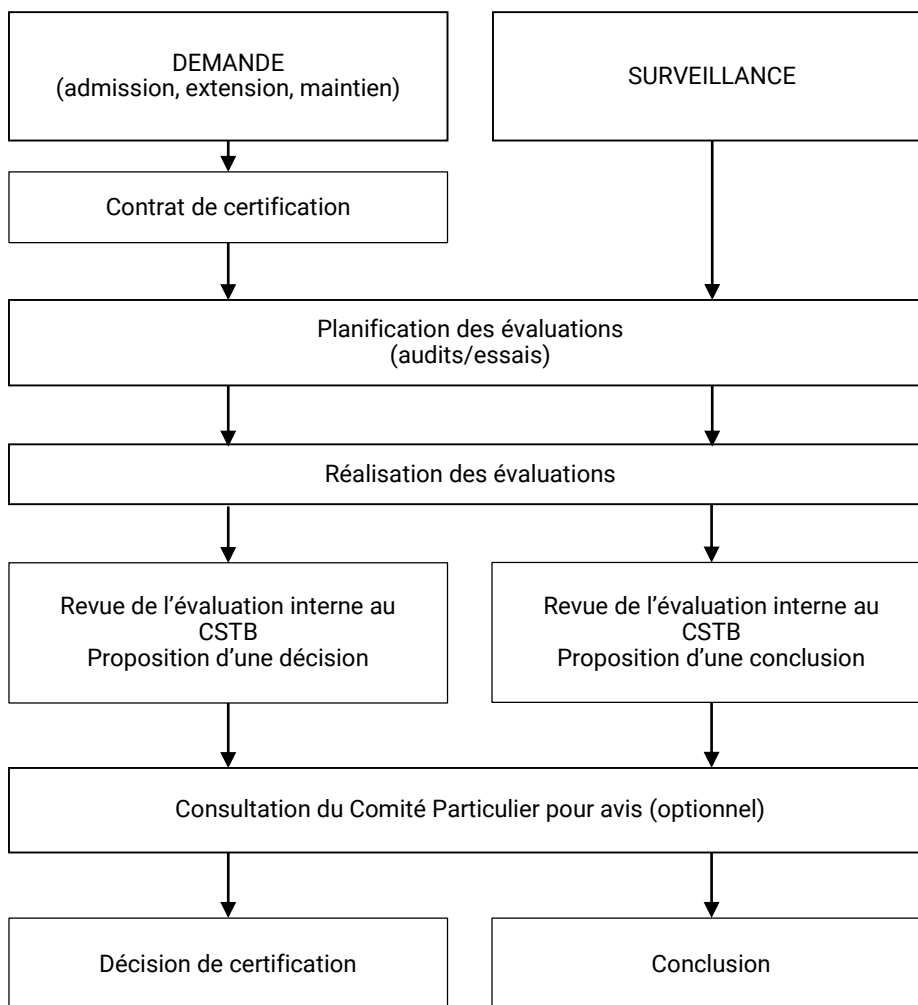 DEMANDE
(admission, extension, maintien)
SURVEILLANCE
Contrat de certification
Planification des évaluations
(audits/essais)
Réalisation des évaluations
Revue de l’évaluation interne au
CSTB
Proposition d’une décision
Revue de l’évaluation interne au
CSTB
Proposition d’une conclusion
Consultation du Comité Particulier pour avis (optionnel)
Décision de certification
Conclusion